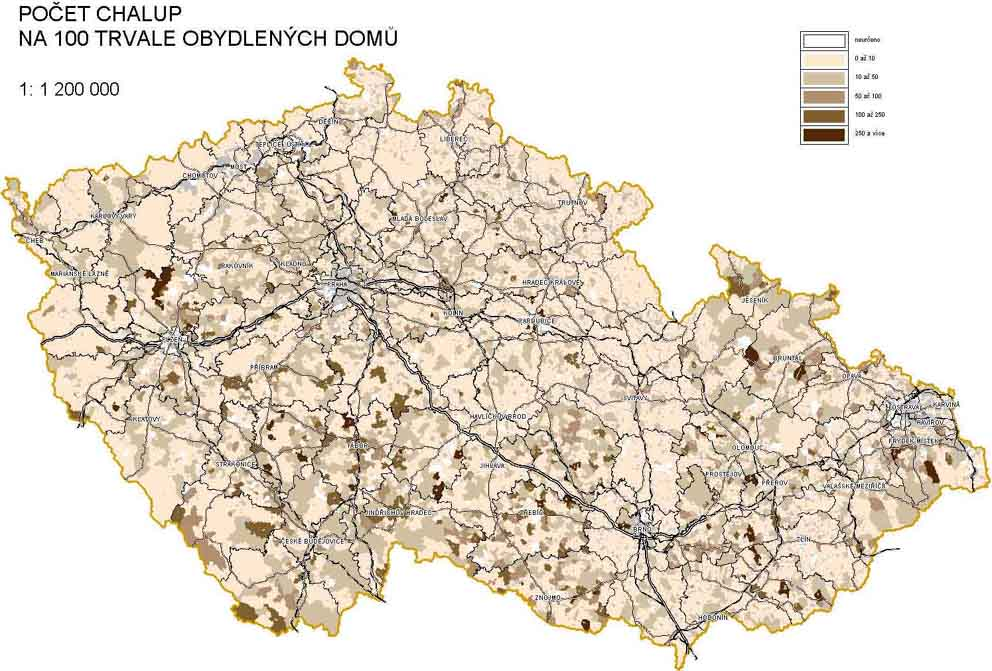 POČET CHALUP
NA 100 TRVALE OBYDLENÝCH DOMŮ
1: 1 200 000
neurčeno
0 až 10
10 až 50
50 až 100
100 až 250
250 a více
DĚČÍN
TEPLICE
LIBEREC
MOST
CHOMUTOV
TRUTNOV
KARLOVY VARY
MLADÁ BOLESLAV
CHEB
RAKOVNÍK
KLADNO
MARIÁNSKÉ LÁZNĚ
PRAHA
HRADEC KRÁLOVÉ
JESENÍK
KOLÍN
PARDUBICE
PLZEŇ
BRUNTÁL
PŘÍBRAM
OPAVA
SVITAVY
OSTRAVA
KARVINÁ
KLATOVY
HAVLÍČKŮV BROD
HAVÍŘOV
TÁBOR
FRÝDEK MÍSTEK
OLOMOUC
STRAKONICE
JIHLAVA
PROSTĚJOV
PŘEROV
VALAŠSKÉ MEZIŘÍČÍ
JINDŘICHŮV HRADEC
TŘEBÍČ
BRNO
ČESKÉ BUDĚJOVICE
ZLÍN
ZNOJMO
HODONÍN